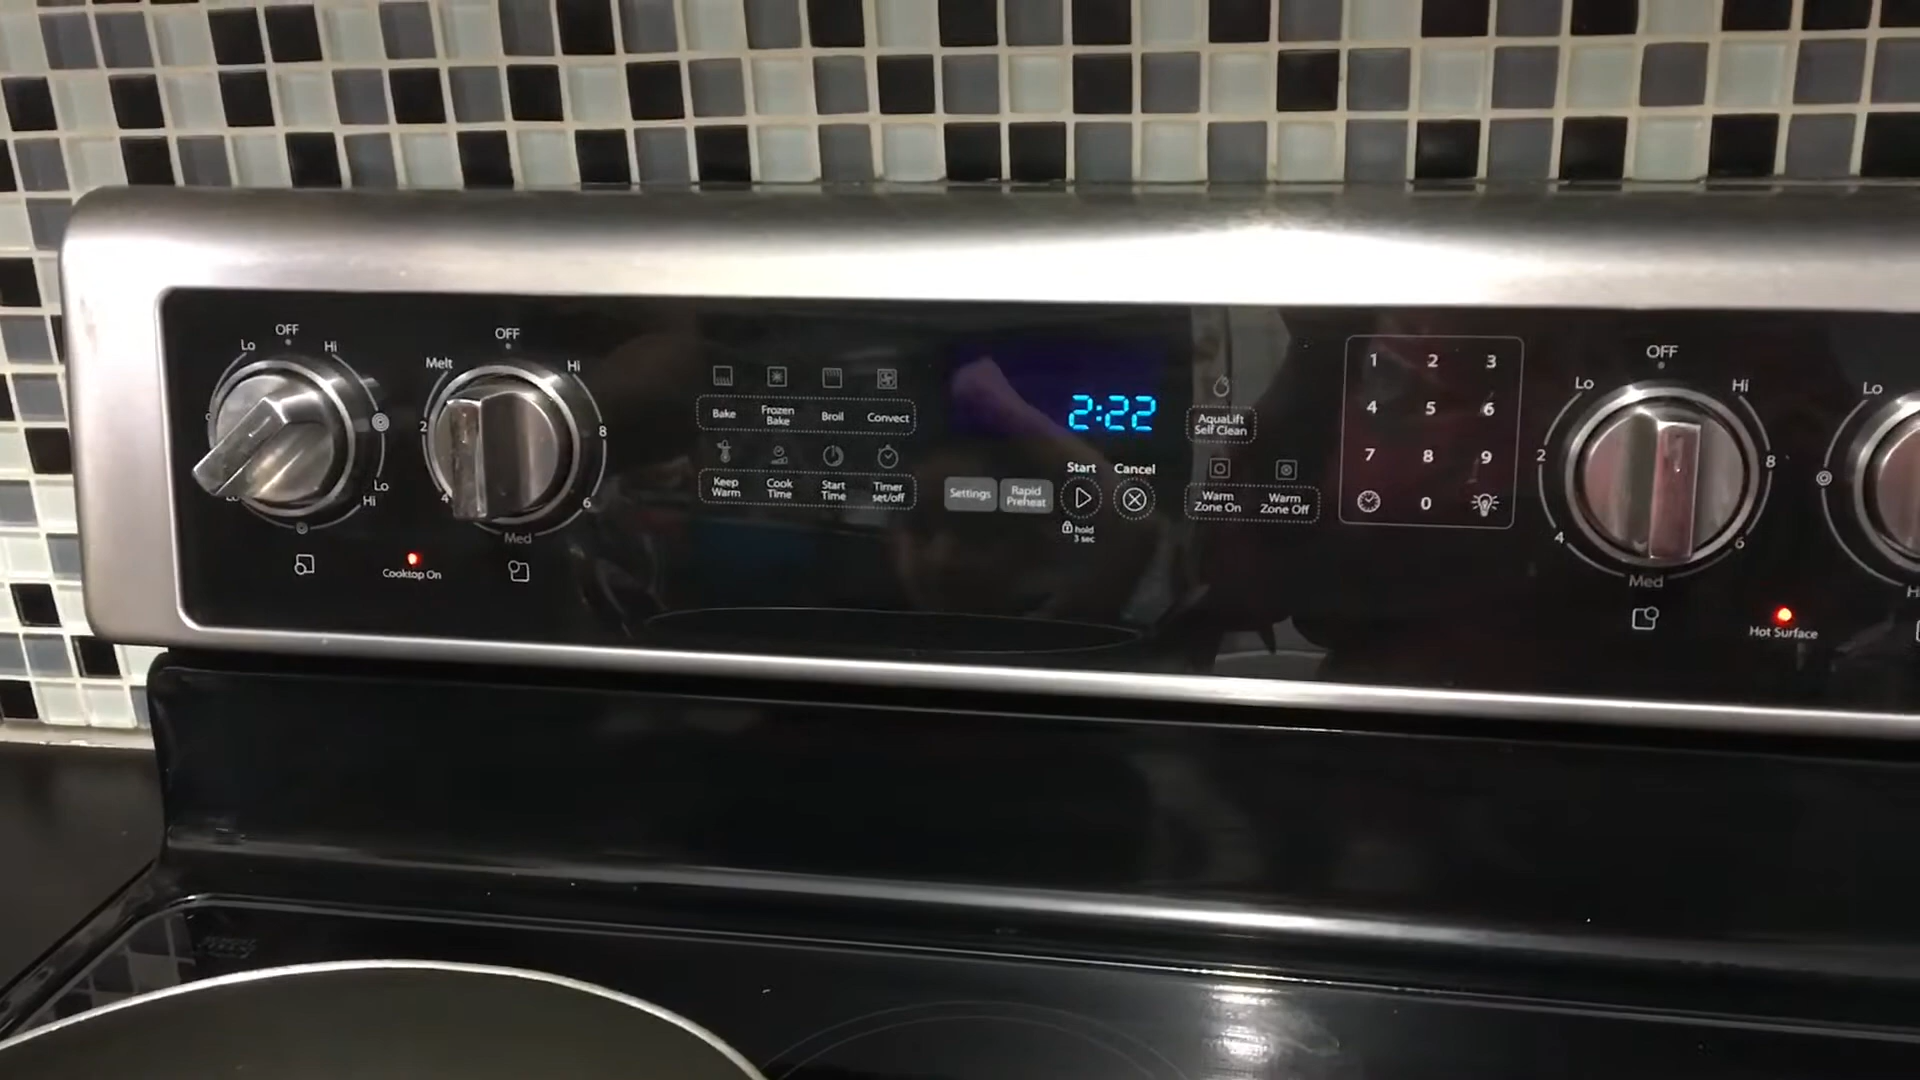 OFF
Lo
Hi
Lo
Hi
Cooktop On
OFF
Melt
Hi
2
8
4
6
Med
Bake
Frozen
Bake
Broil
Convect
Keep
Warm
Cook
Time
Start
Time
Timer
set/off
2:22
Settings
Rapid
Preheat
Start
Cancel
hold
3 sec
AquaLift
Self Clean
Warm
Zone On
Warm
Zone Off
1 2 3
4 5 6
7 8 9
0
OFF
Lo
Hi
2
8
4
6
Med
Hot Surface
Lo